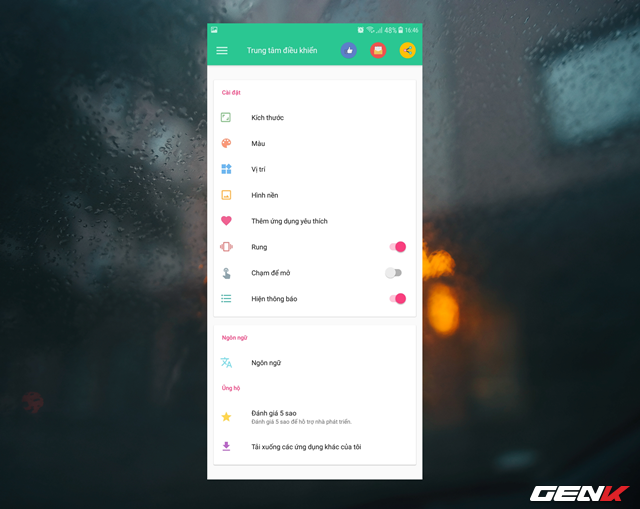 48% 16:46
Trung tâm điều khiển
Cài đặt
Kích thước
Màu
Vị trí
Hình nền
Thêm ứng dụng yêu thích
Rung
Chạm để mở
Hiện thông báo
Ngôn ngữ
Ngôn ngữ
Ủng hộ
Đánh giá 5 sao
Đánh giá 5 sao để hỗ trợ nhà phát triển.
Tải xuống các ứng dụng khác của tôi
GENK